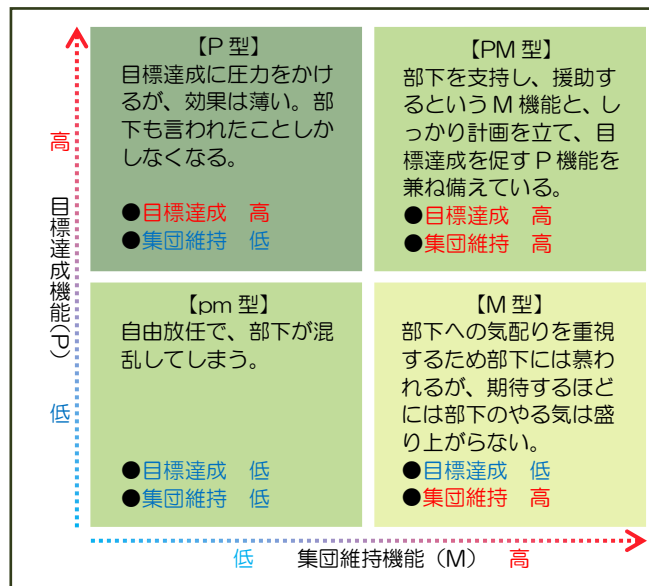 【P 型】
目標達成に圧力をかけ
るが、効果は薄い。部
下も言われたことしか
しなくなる。
●目標達成 高
●集団維持 低
【PM 型】
部下を支持し、援助す
るという M 機能と、し
っかり計画を立て、目
標達成を促す P 機能を
兼ね備えている。
●目標達成 高
●集団維持 高
高
目標達成機能(P)
低
【pm 型】
自由放任で、部下が混
乱してしまう。
●目標達成 低
●集団維持 低
【M 型】
部下への気配りを重視
するため部下には慕わ
れるが、期待するほど
には部下のやる気は盛
り上がらない。
●目標達成 低
●集団維持 高
低 集団維持機能（M） 高